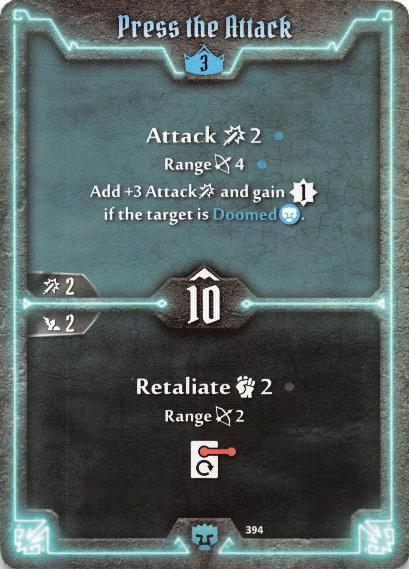 Press the Attack
3
Attack 2
Range 4
Add +3 Attack and gain 1
if the target is Doomed.
2
10
2
Retaliate 2
Range 2
394